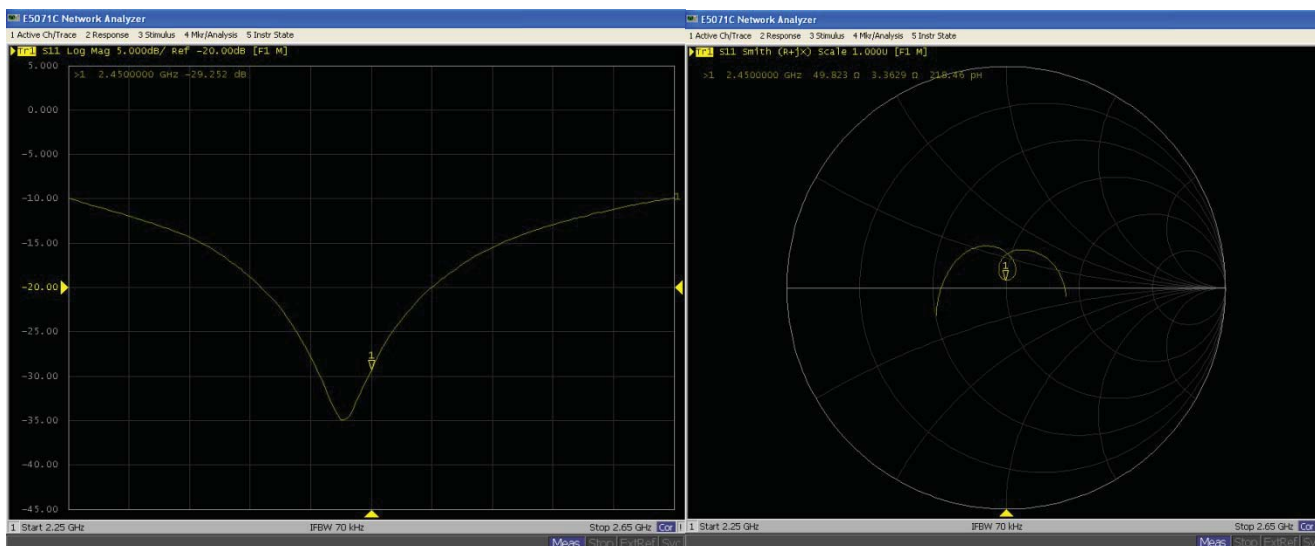 E5071C Network Analyzer
1 Active Ch/Trace 2 Response 3 Stimulus 4 Mkr/Analysis 5 Instr State
Tr1 S11 Log Mag 5.000dB/ Ref -20.00dB [F1 M]
5.000
>1 2.4500000 GHz -29.252 dB
0.000
-5.000
-10.00
1
-15.00
-20.00
-25.00
1
-30.00
-35.00
-40.00
-45.00
1 Start 2.25 GHz IFBW 70 kHz Stop 2.65 GHz Cor !
Meas Stop ExtRef Svc
E5071C Network Analyzer
1 Active Ch/Trace 2 Response 3 Stimulus 4 Mkr/Analysis 5 Instr State
Tr1 S11 Smith (R+jX) Scale 1.000U [F1 M]
>1 2.4500000 GHz 49.823 Ω 3.3629 Ω 218.46 pH
1
1 Start 2.25 GHz IFBW 70 kHz Stop 2.65 GHz Cor
Meas Stop ExtRef